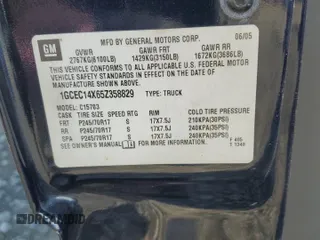 GM
MFD BY GENERAL MOTORS CORP. 06/05
GVWR GAWR FRT GAWR RR
2767KG(6100LB) 1429KG(3150LB) 1672KG(3686LB)
THIS VEHICLE CONFORMS TO ALL APPLICABLE U.S. FEDERAL MOTOR
VEHICLE SAFETY STANDARDS IN EFFECT ON THE DATE OF
MANUFACTURE SHOWN ABOVE.
1GCEC14X65Z358829 TYPE: TRUCK
MODEL: C15703
CASK TIRE SIZE SPEED RTG RIM COLD TIRE PRESSURE
FRT P245/70R17 S 17X7.5J 210KPA(30PSI)
RR P245/70R17 S 17X7.5J 240KPA(35PSI)
SPA P245/70R17 S 17X7.5J 240KPA(35PSI)
SEE OWNER'S MANUAL FOR MORE INFORMATION.
DREAMBID